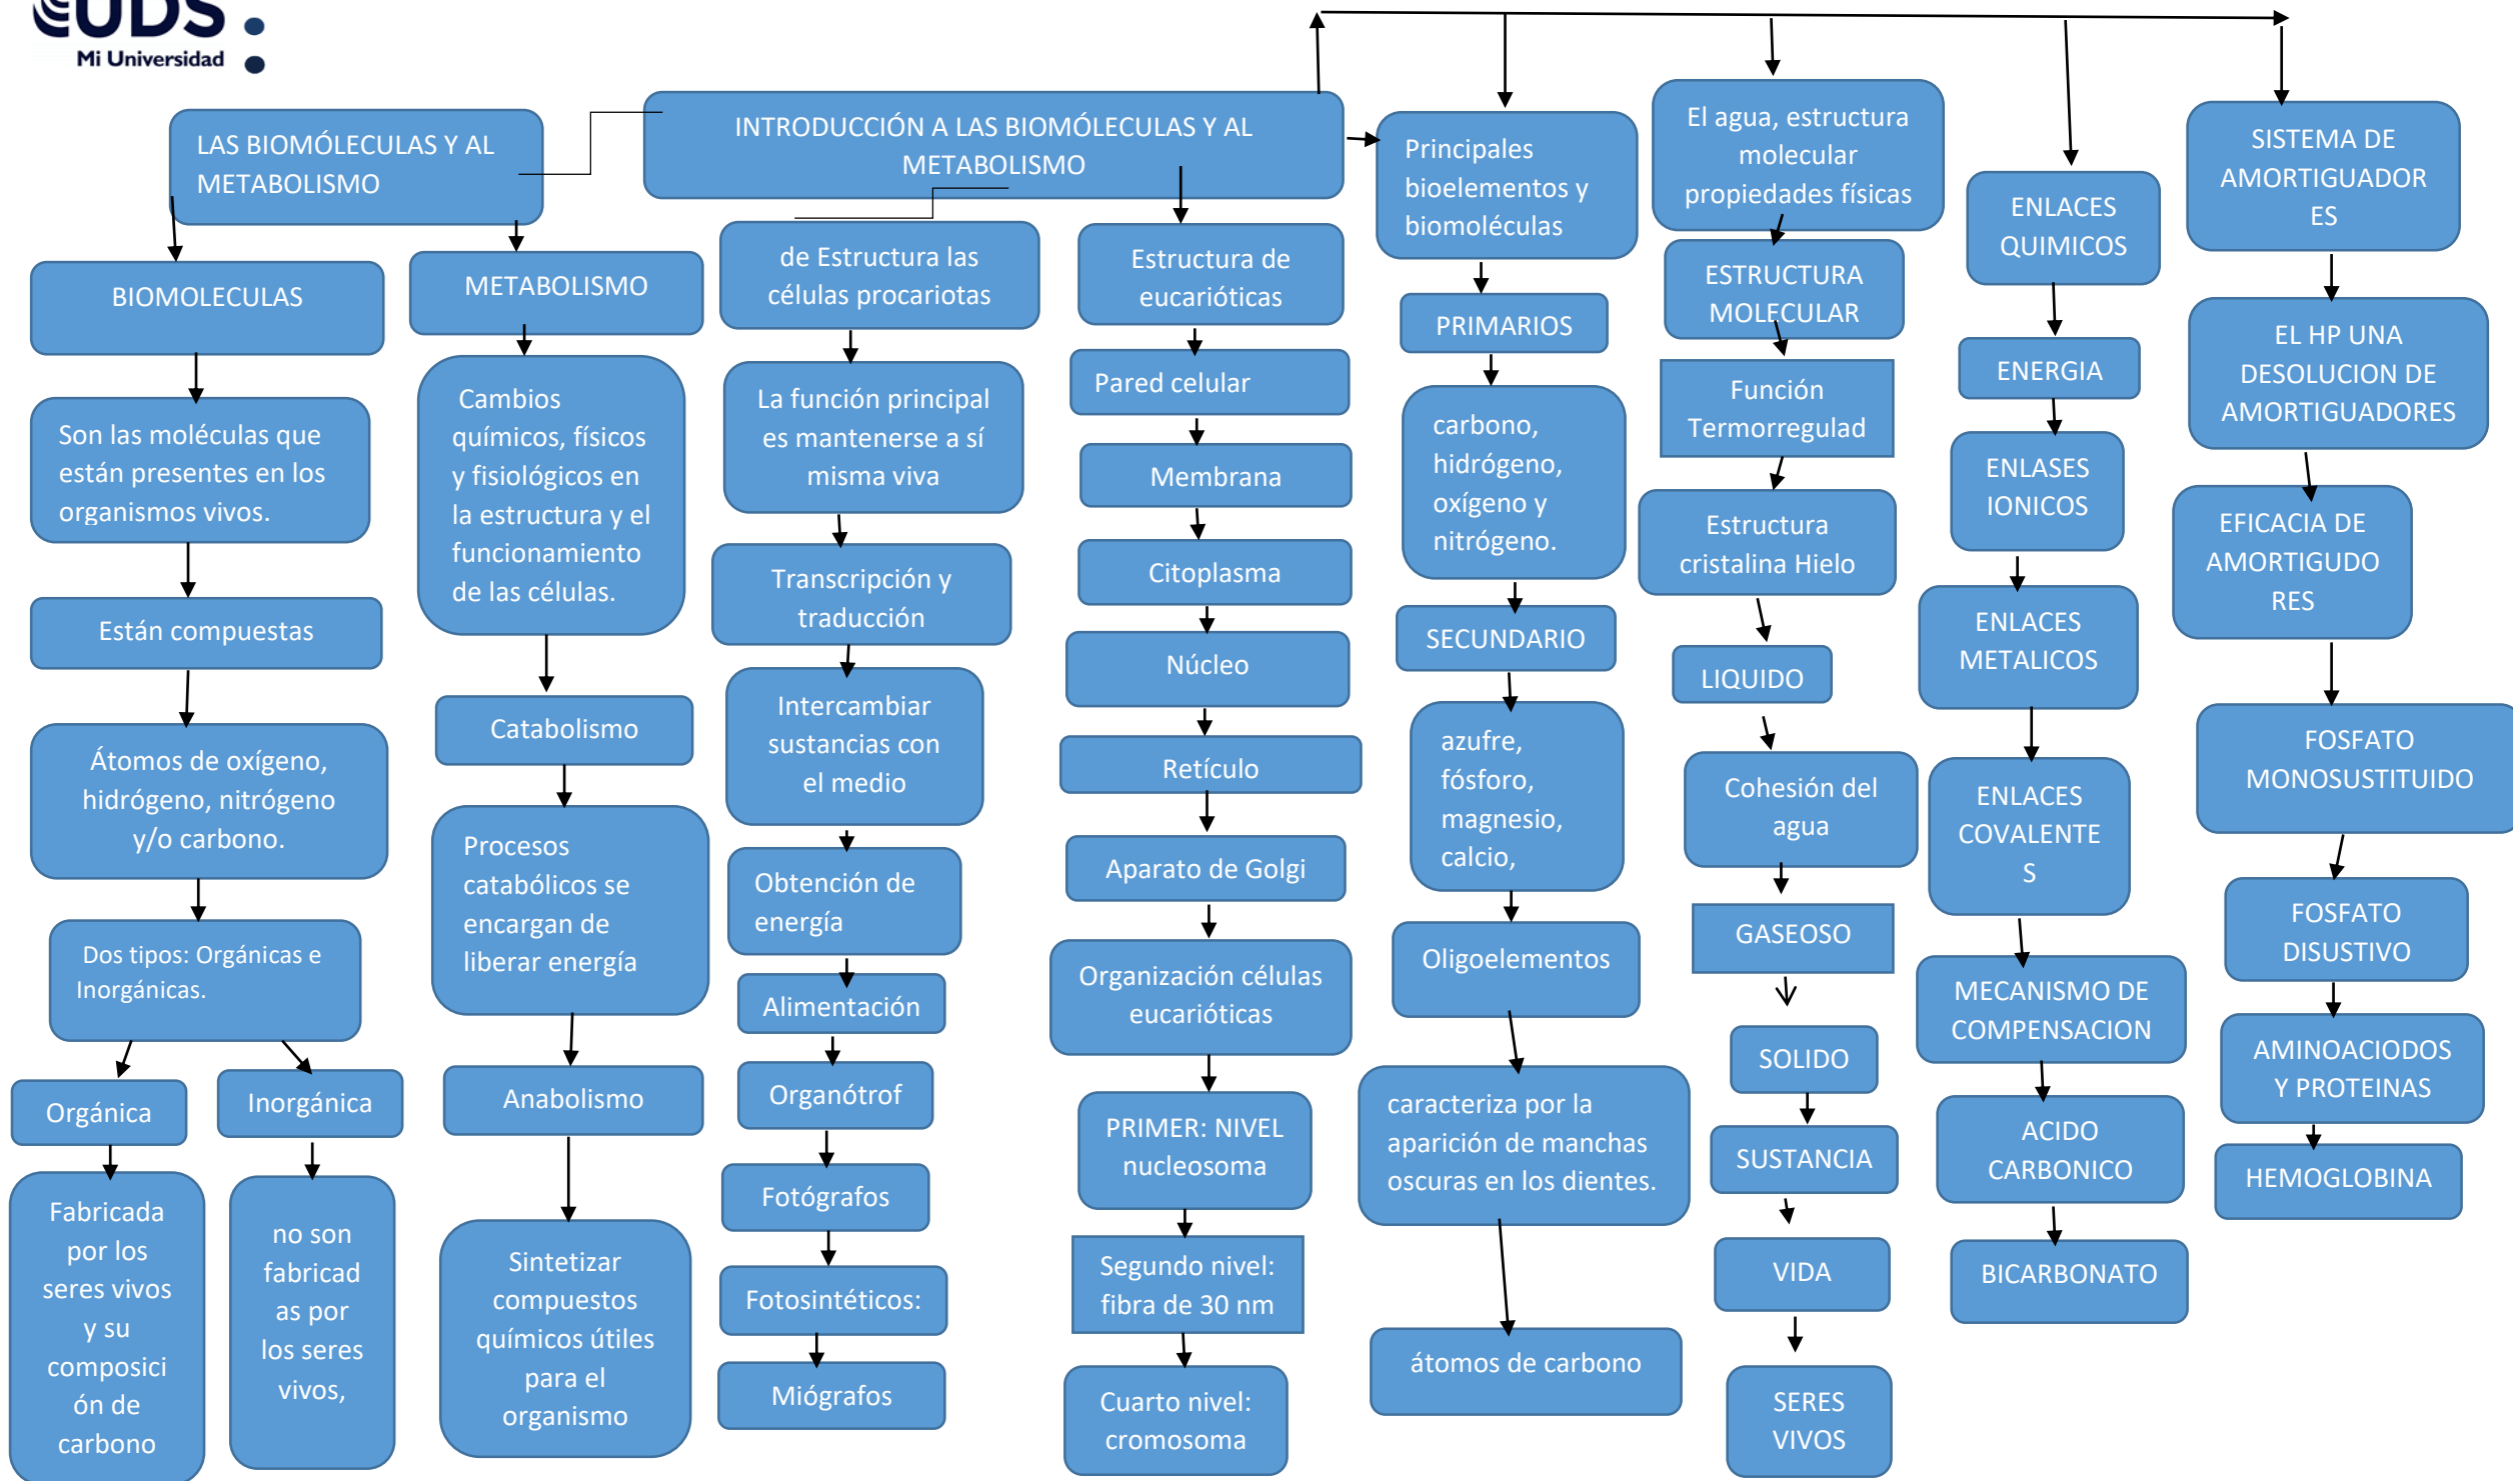 UDS
Mi Universidad
LAS BIOMÓLECULAS Y AL
METABOLISMO
INTRODUCCIÓN A LAS BIOMÓLECULAS Y AL
METABOLISMO
BIOMOLECULAS
Son las moléculas que
están presentes en los
organismos vivos.
Están compuestas
Átomos de oxígeno,
hidrógeno, nitrógeno
y/o carbono.
Dos tipos: Orgánicas e
Inorgánicas.
Orgánica
Fabricada
por los
seres vivos
y su
composici
ón de
carbono
Inorgánica
no son
fabricad
as por
los seres
vivos,
METABOLISMO
Cambios
químicos, físicos
y fisiológicos en
la estructura y el
funcionamiento
de las células.
Catabolismo
Procesos
catabólicos se
encargan de
liberar energía
Anabolismo
Sintetizar
compuestos
químicos útiles
para el
organismo
de Estructura las
células procariotas
La función principal
es mantenerse a sí
misma viva
Transcripción y
traducción
Intercambiar
sustancias con
el medio
Obtención de
energía
Alimentación
Organótrof
Fotógrafos
Fotosintéticos:
Miógrafos
Estructura de
eucarióticas
Pared celular
Membrana
Citoplasma
Núcleo
Retículo
Aparato de Golgi
Organización células
eucarióticas
PRIMER: NIVEL
nucleosoma
Segundo nivel:
fibra de 30 nm
Cuarto nivel:
cromosoma
Principales
bioelementos y
biomoléculas
PRIMARIOS
carbono,
hidrógeno,
oxígeno y
nitrógeno.
SECUNDARIO
azufre,
fósforo,
magnesio,
calcio,
Oligoelementos
caracteriza por la
aparición de manchas
oscuras en los dientes.
átomos de carbono
El agua, estructura
molecular
propiedades físicas
ESTRUCTURA
MOLECULAR
Función
Termorregulad
Estructura
cristalina Hielo
LIQUIDO
Cohesión del
agua
GASEOSO
SOLIDO
SUSTANCIA
VIDA
SERES
VIVOS
ENLACES
QUIMICOS
ENERGIA
ENLASES
IONICOS
ENLACES
METALICOS
ENLACES
COVALENTE
S
MECANISMO DE
COMPENSACION
ACIDO
CARBONICO
BICARBONATO
SISTEMA DE
AMORTIGUADOR
ES
EL HP UNA
DESOLUCION DE
AMORTIGUADORES
EFICACIA DE
AMORTIGUDO
RES
FOSFATO
MONOSUSTITUIDO
FOSFATO
DISUSTIVO
AMINOACIODOS
Y PROTEINAS
HEMOGLOBINA